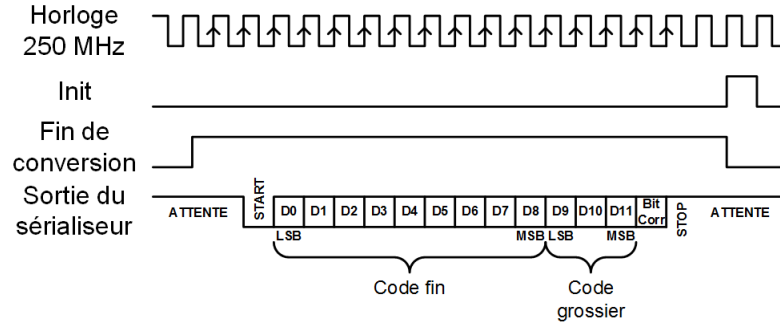 Horloge
250 MHz
Init
Fin de
conversion
Sortie du
sérialiseur
ATTENTE
START
D0 D1 D2 D3 D4 D5 D6 D7 D8 D9 D10 D11 Bit Corr
STOP
ATTENTE
LSB MSB LSB MSB
Code fin
Code
grossier